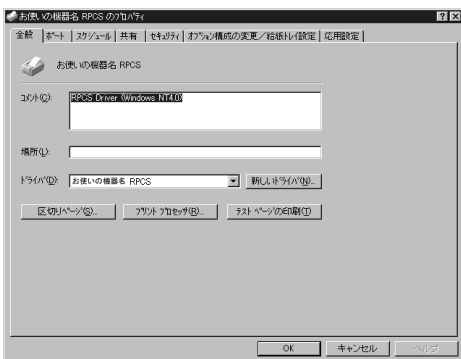 お使いの機器名 RPCS のプロパティ
全般 ポート スケジュール 共有 セキュリティ オプション構成の変更/給紙トレイ設定 応用設定
お使いの機器名 RPCS
コメント(C): RPCS Driver (Windows NT4.0)
場所(L):
ドライバ(D): お使いの機器名 RPCS 新しいドライバ(N)...
区切りページ(S)... プリント プロセッサ(R)... テスト ページの印刷(T)
OK キャンセル ヘルプ